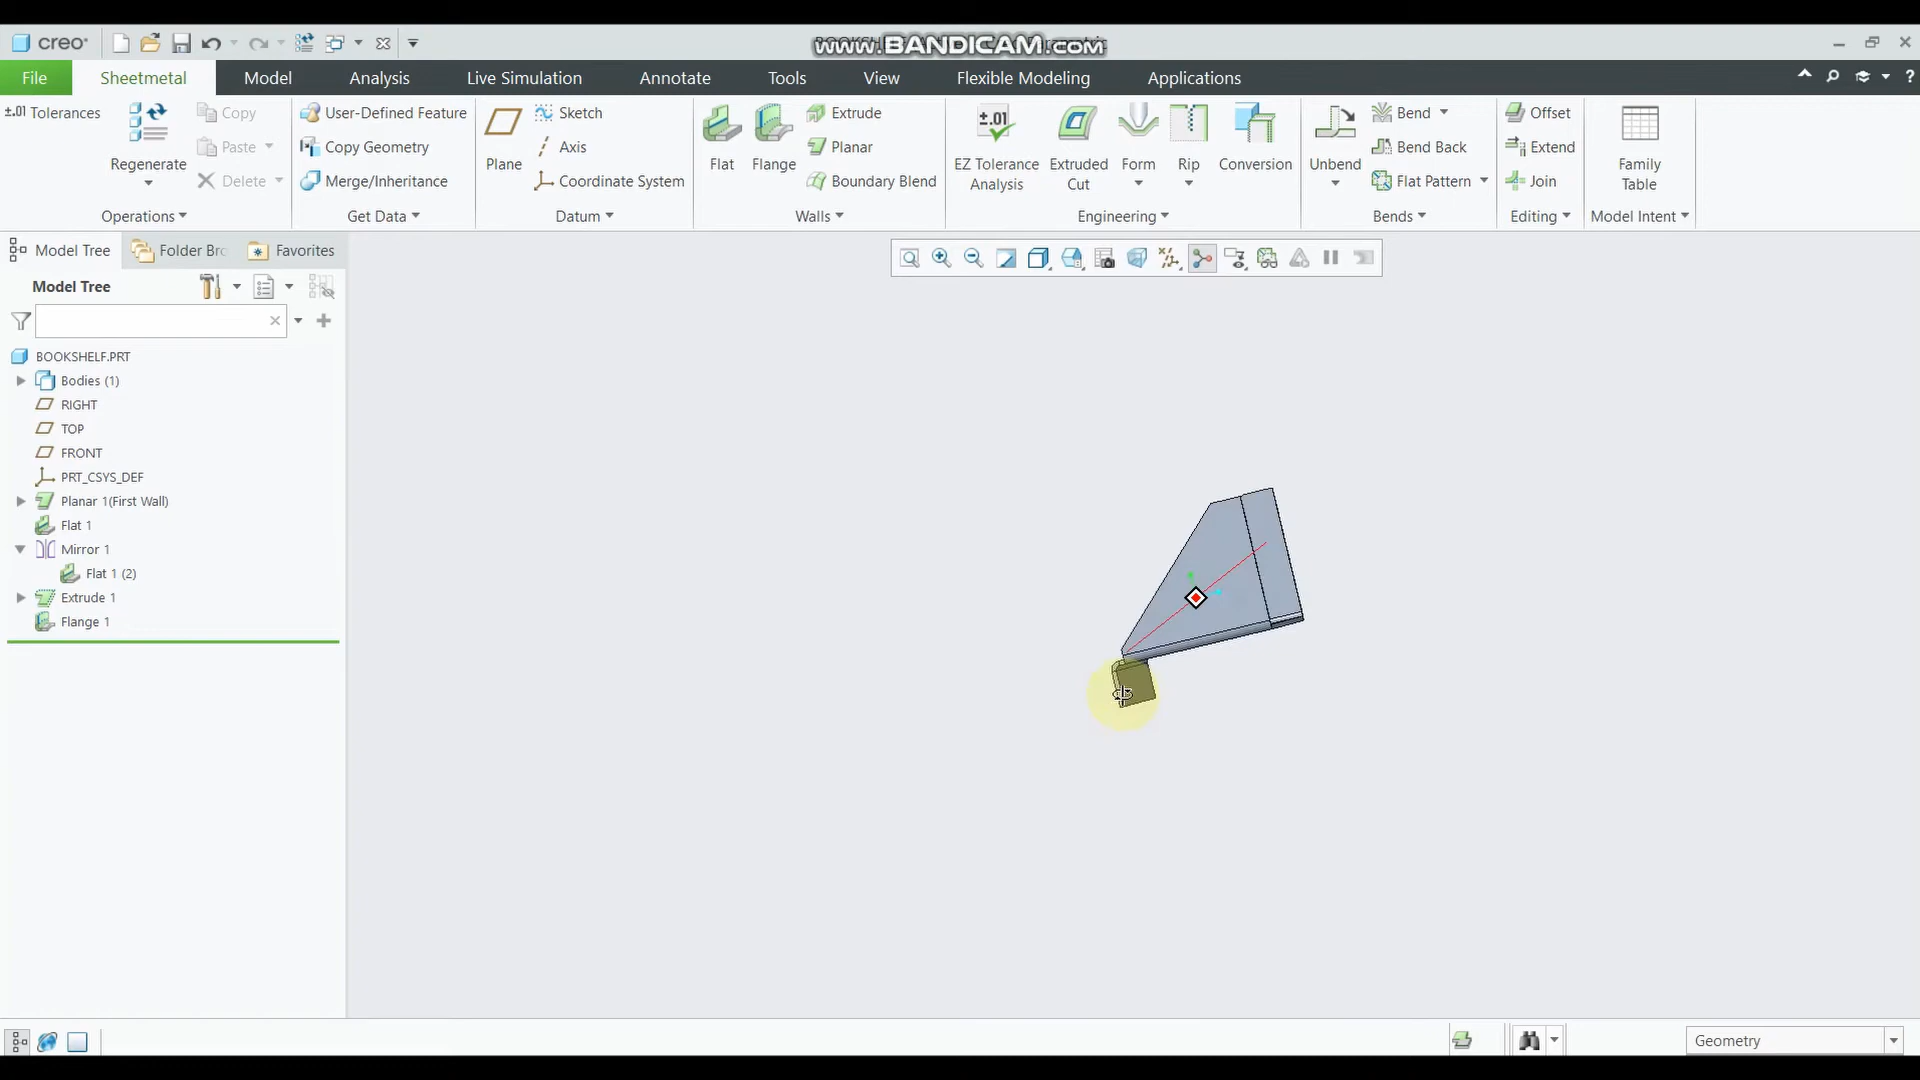 creo
www.BANDICAM.com
File Sheetmetal Model Analysis Live Simulation Annotate Tools View Flexible Modeling Applications
±.01 Tolerances
Regenerate
Copy
Paste
Delete
Operations
User-Defined Feature
Copy Geometry
Merge/Inheritance
Get Data
Plane
Sketch
Axis
Coordinate System
Datum
Flat
Flange
Extrude
Planar
Boundary Blend
Walls
±.01
EZ Tolerance
Analysis
Extruded
Cut
Form
Rip
Conversion
Engineering
Unbend
Bend
Bend Back
Flat Pattern
Bends
Offset
Extend
Join
Editing
Family
Table
Model Intent
Model Tree Folder Bro Favorites
Model Tree
BOOKSHELF.PRT
Bodies (1)
RIGHT
TOP
FRONT
PRT_CSYS_DEF
Planar 1(First Wall)
Flat 1
Mirror 1
Flat 1 (2)
Extrude 1
Flange 1
Geometry